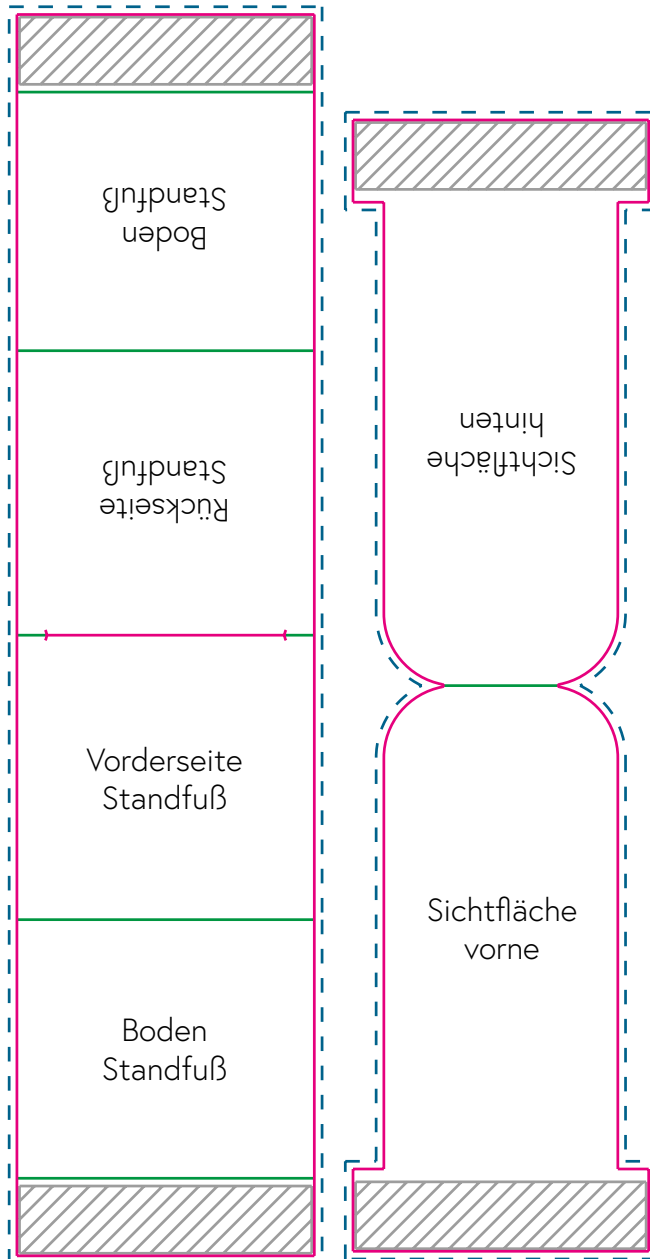 Boden
Standfuß
Rückseite
Standfuß
Vorderseite
Standfuß
Boden
Standfuß
Sichtfläche
hinten
Sichtfläche
vorne